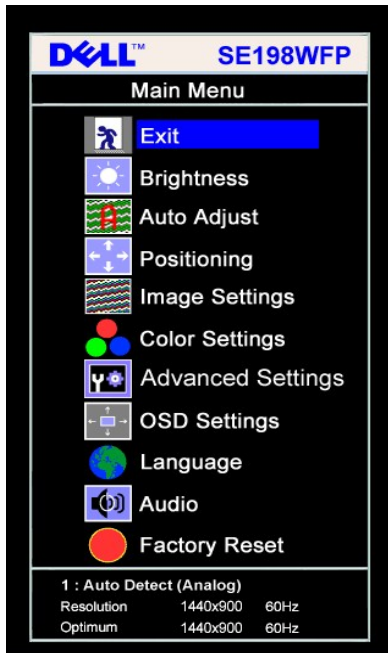 DELL™ SE198WFP
Main Menu
Exit
Brightness
Auto Adjust
Positioning
Image Settings
Color Settings
Advanced Settings
OSD Settings
Language
Audio
Factory Reset
1 : Auto Detect (Analog)
Resolution 1440x900 60Hz
Optimum 1440x900 60Hz